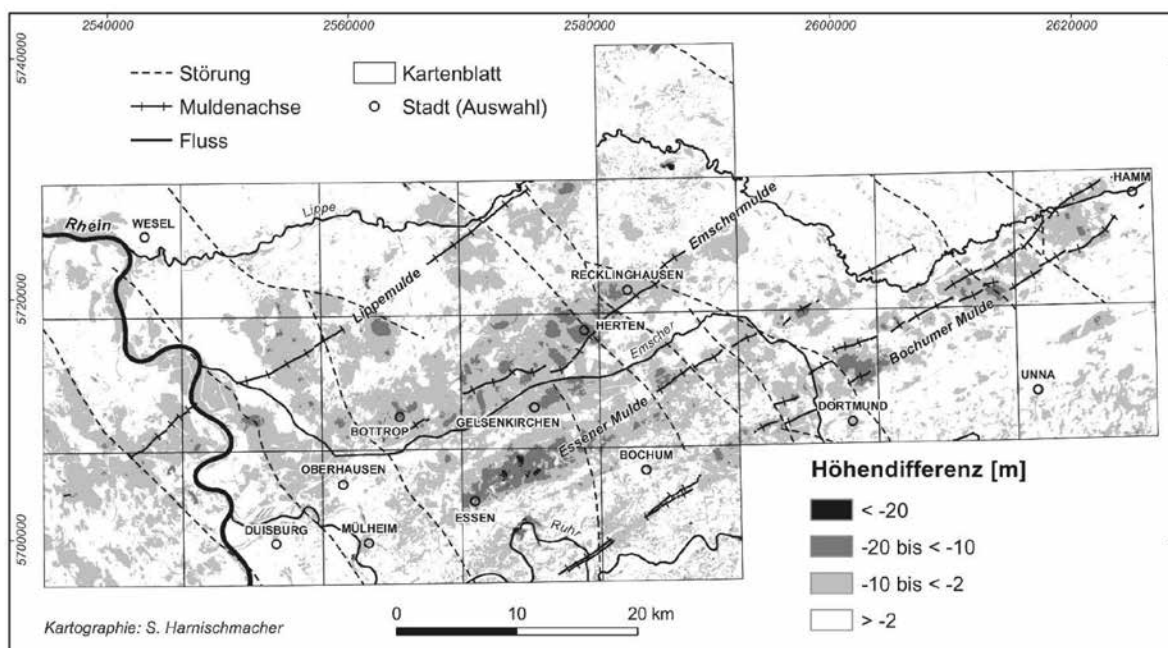 2540000
2560000
2580000
2600000
2620000
5740000
5720000
5700000
Störung
Muldenachse
Fluss
Kartenblatt
Stadt (Auswahl)
HAMM
Rhein
WESEL
Lippe
Emschermulde
RECKLINGHAUSEN
Lippemulde
HERTEN
Emscher
Bochumer Mulde
UNNA
BOTTROP
GELSENKIRCHEN
Essener Mulde
DORTMUND
OBERHAUSEN
BOCHUM
ESSEN
DUISBURG
MÜLHEIM
Ruhr
Höhendifferenz [m]
< -20
-20 bis < -10
-10 bis < -2
> -2
0 10 20 km
Kartographie: S. Harnischmacher